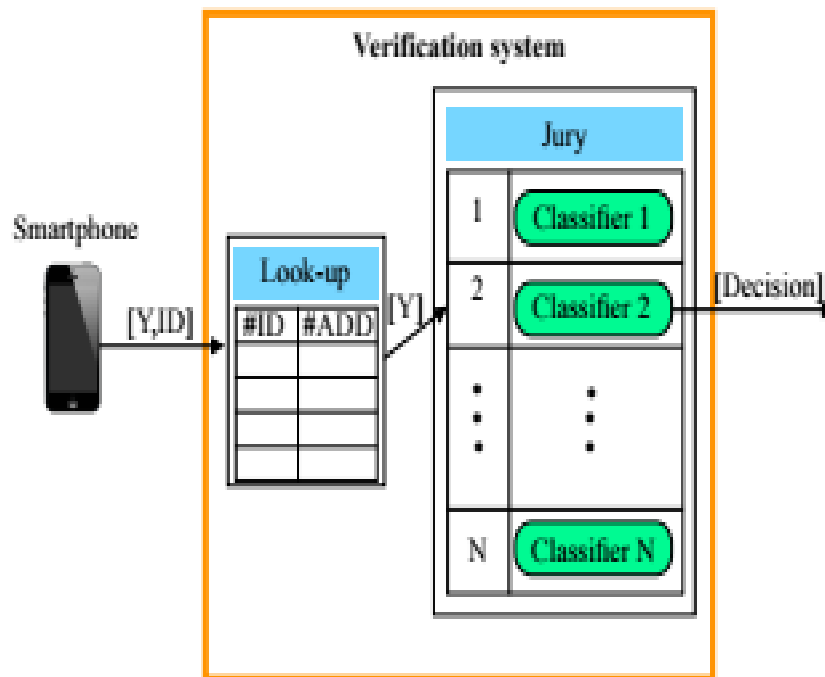 Verification system
Jury
1 Classifier 1
Smartphone
Look-up
[Y,ID]
#ID #ADD
[Y]
2 Classifier 2
[Decision]
N Classifier N